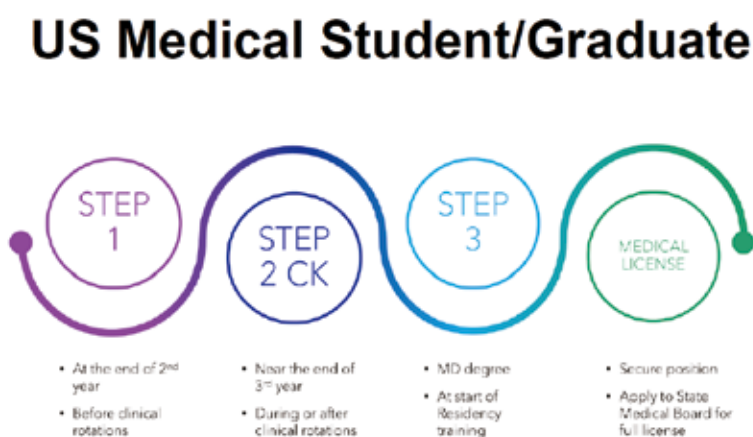 US Medical Student/Graduate
STEP
1
STEP
2 CK
STEP
3
MEDICAL
LICENSE
• At the end of 2nd
year
• Before clinical
rotations
• Near the end of
3rd year
• During or after
clinical rotations
• MD degree
• At start of
Residency
training
• Secure position
• Apply to State
Medical Board for
full license